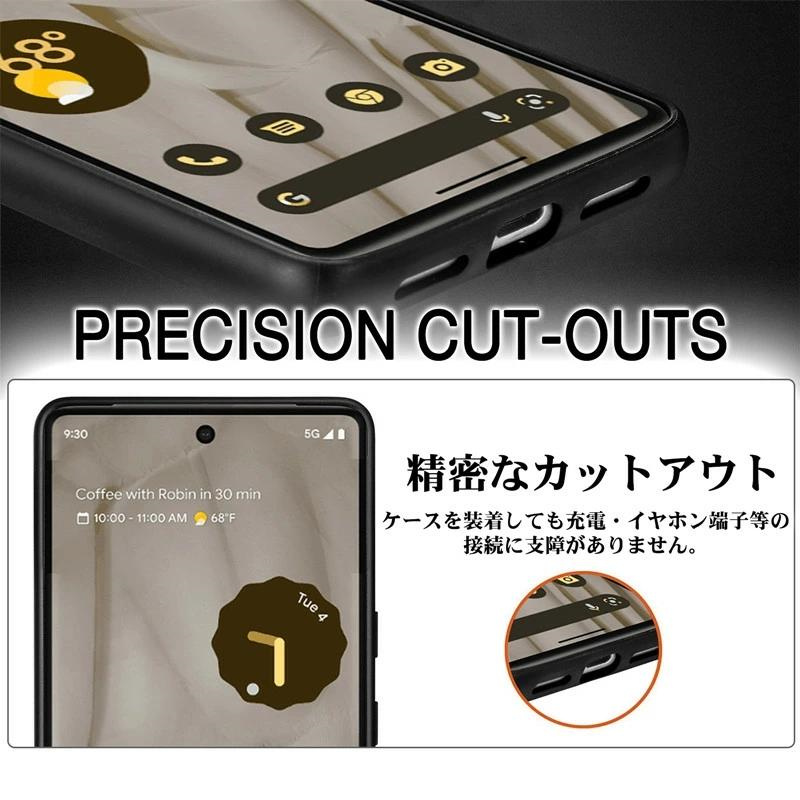 68°
G
PRECISION CUT-OUTS
9:30
5G
Coffee with Robin in 30 min
10:00 - 11:00 AM 68°F
Tue 4
精密なカットアウト
ケースを装着しても充電・イヤホン端子等の
接続に支障がありません。